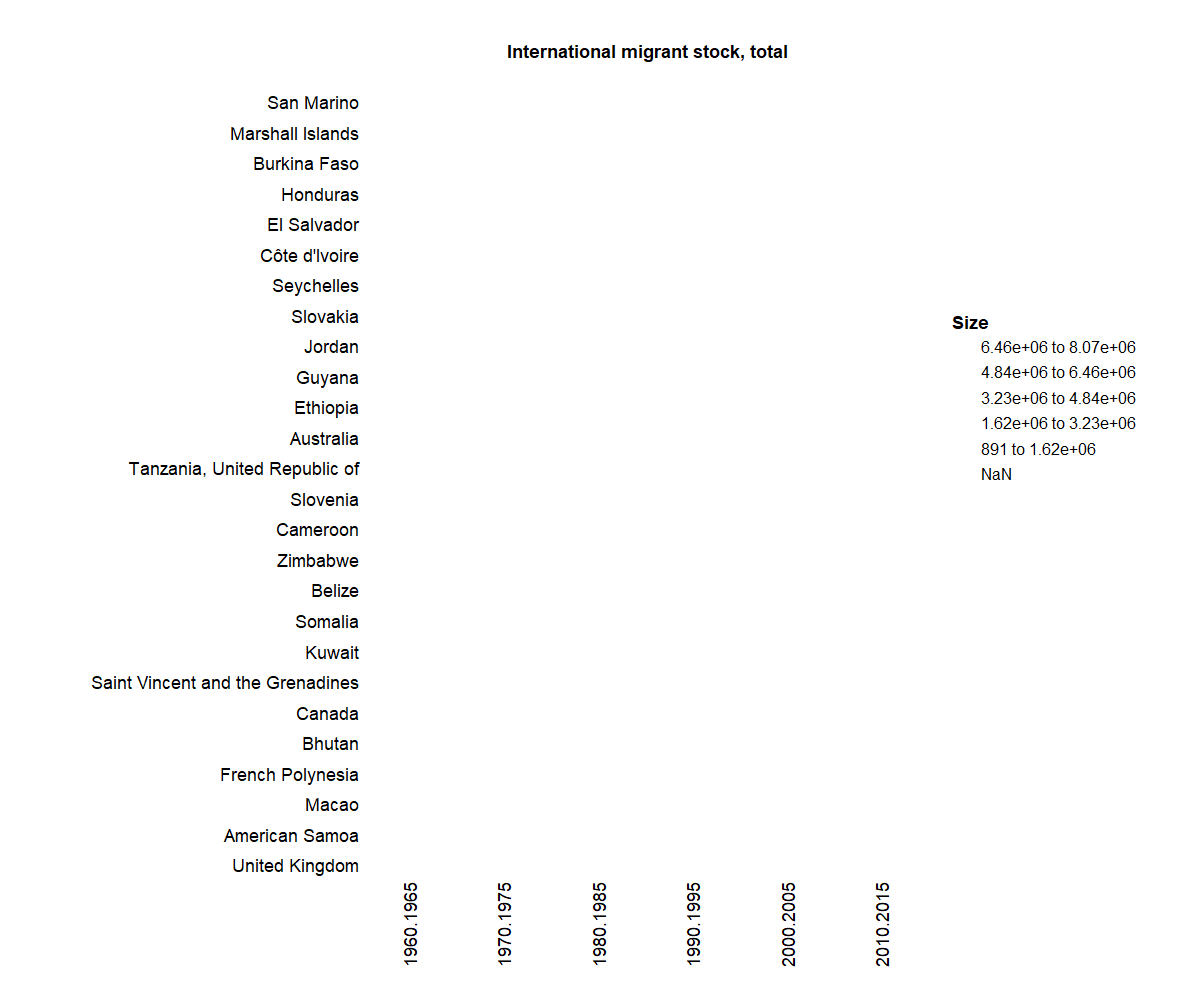 International migrant stock, total
San Marino
Marshall Islands
Burkina Faso
Honduras
El Salvador
Côte d'Ivoire
Seychelles
Slovakia
Jordan
Guyana
Ethiopia
Australia
Tanzania, United Republic of
Slovenia
Cameroon
Zimbabwe
Belize
Somalia
Kuwait
Saint Vincent and the Grenadines
Canada
Bhutan
French Polynesia
Macao
American Samoa
United Kingdom
1960.1965
1970.1975
1980.1985
1990.1995
2000.2005
2010.2015
Size
6.46e+06 to 8.07e+06
4.84e+06 to 6.46e+06
3.23e+06 to 4.84e+06
1.62e+06 to 3.23e+06
891 to 1.62e+06
NaN